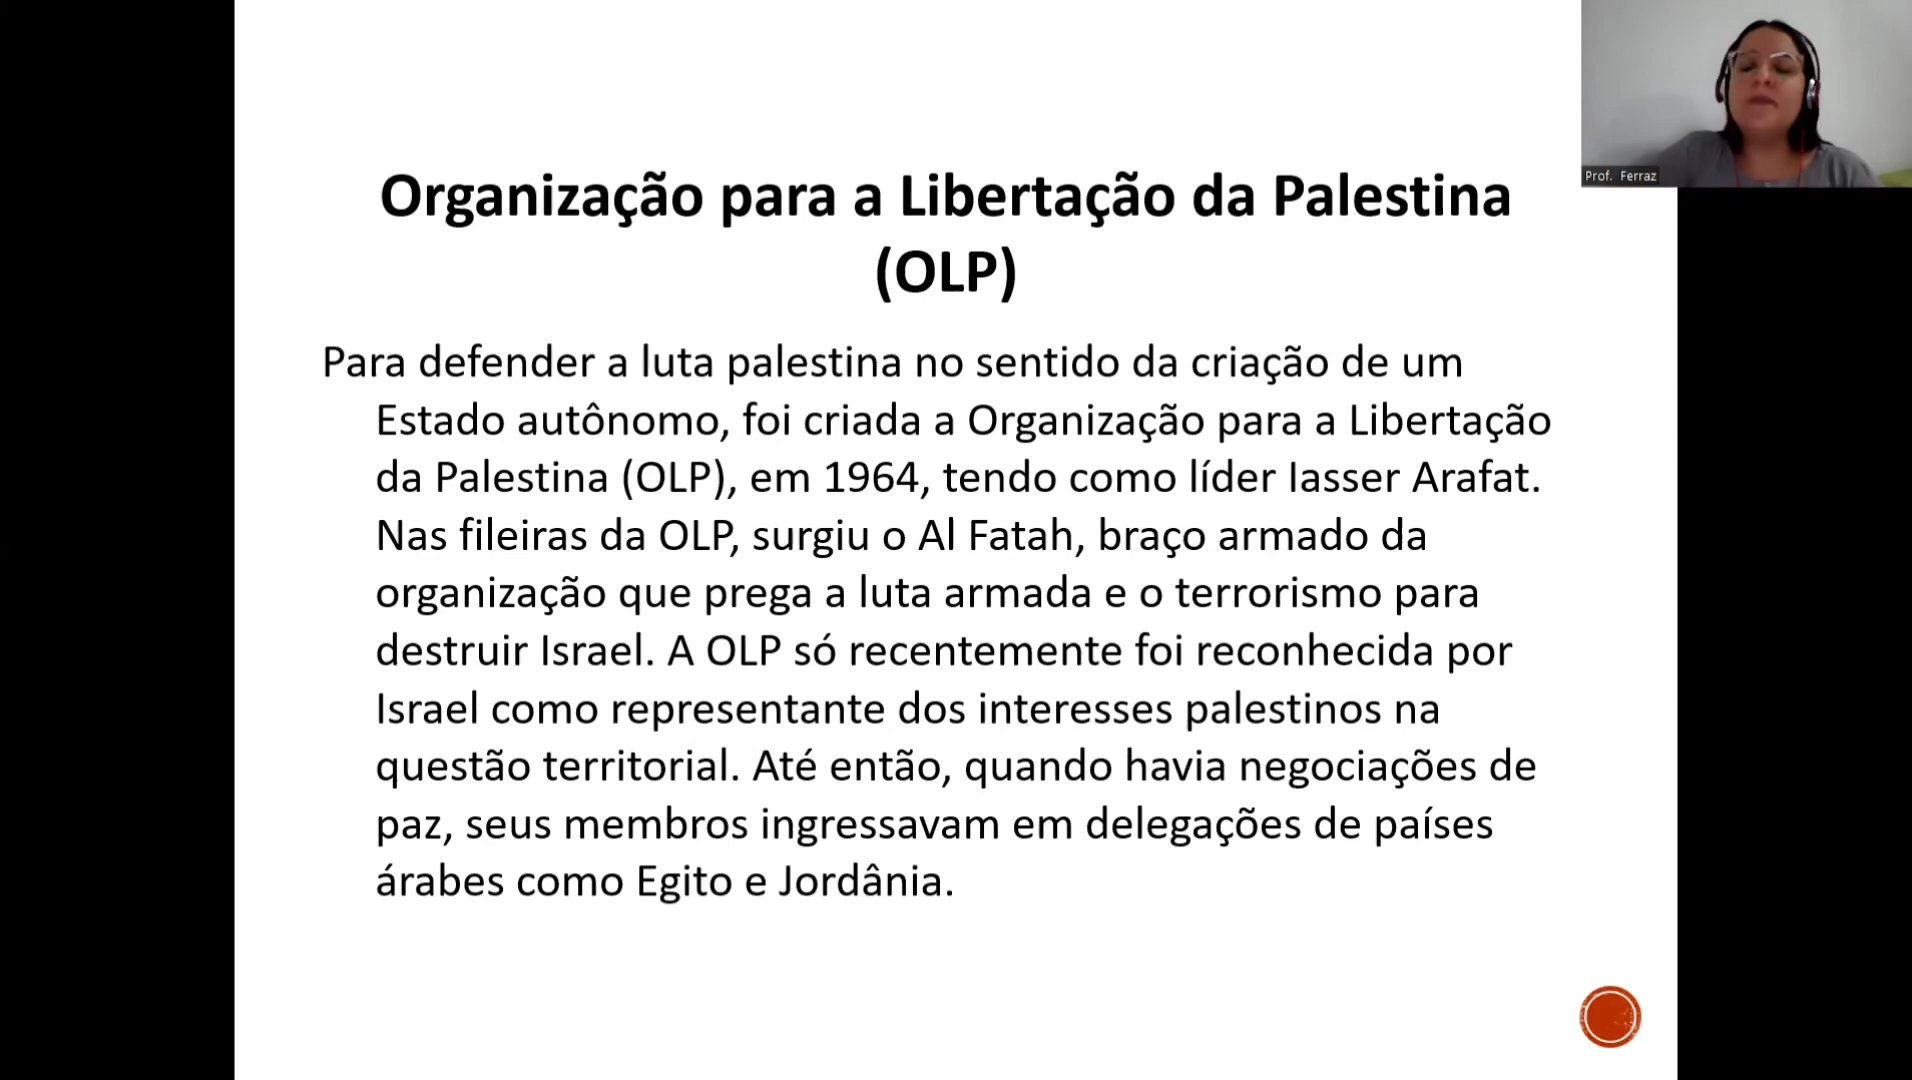 Organização para a Libertação da Palestina
(OLP)
Para defender a luta palestina no sentido da criação de um
Estado autônomo, foi criada a Organização para a Libertação
da Palestina (OLP), em 1964, tendo como líder Iasser Arafat.
Nas fileiras da OLP, surgiu o Al Fatah, braço armado da
organização que prega a luta armada e o terrorismo para
destruir Israel. A OLP só recentemente foi reconhecida por
Israel como representante dos interesses palestinos na
questão territorial. Até então, quando havia negociações de
paz, seus membros ingressavam em delegações de países
árabes como Egito e Jordânia.
Prof. Ferraz